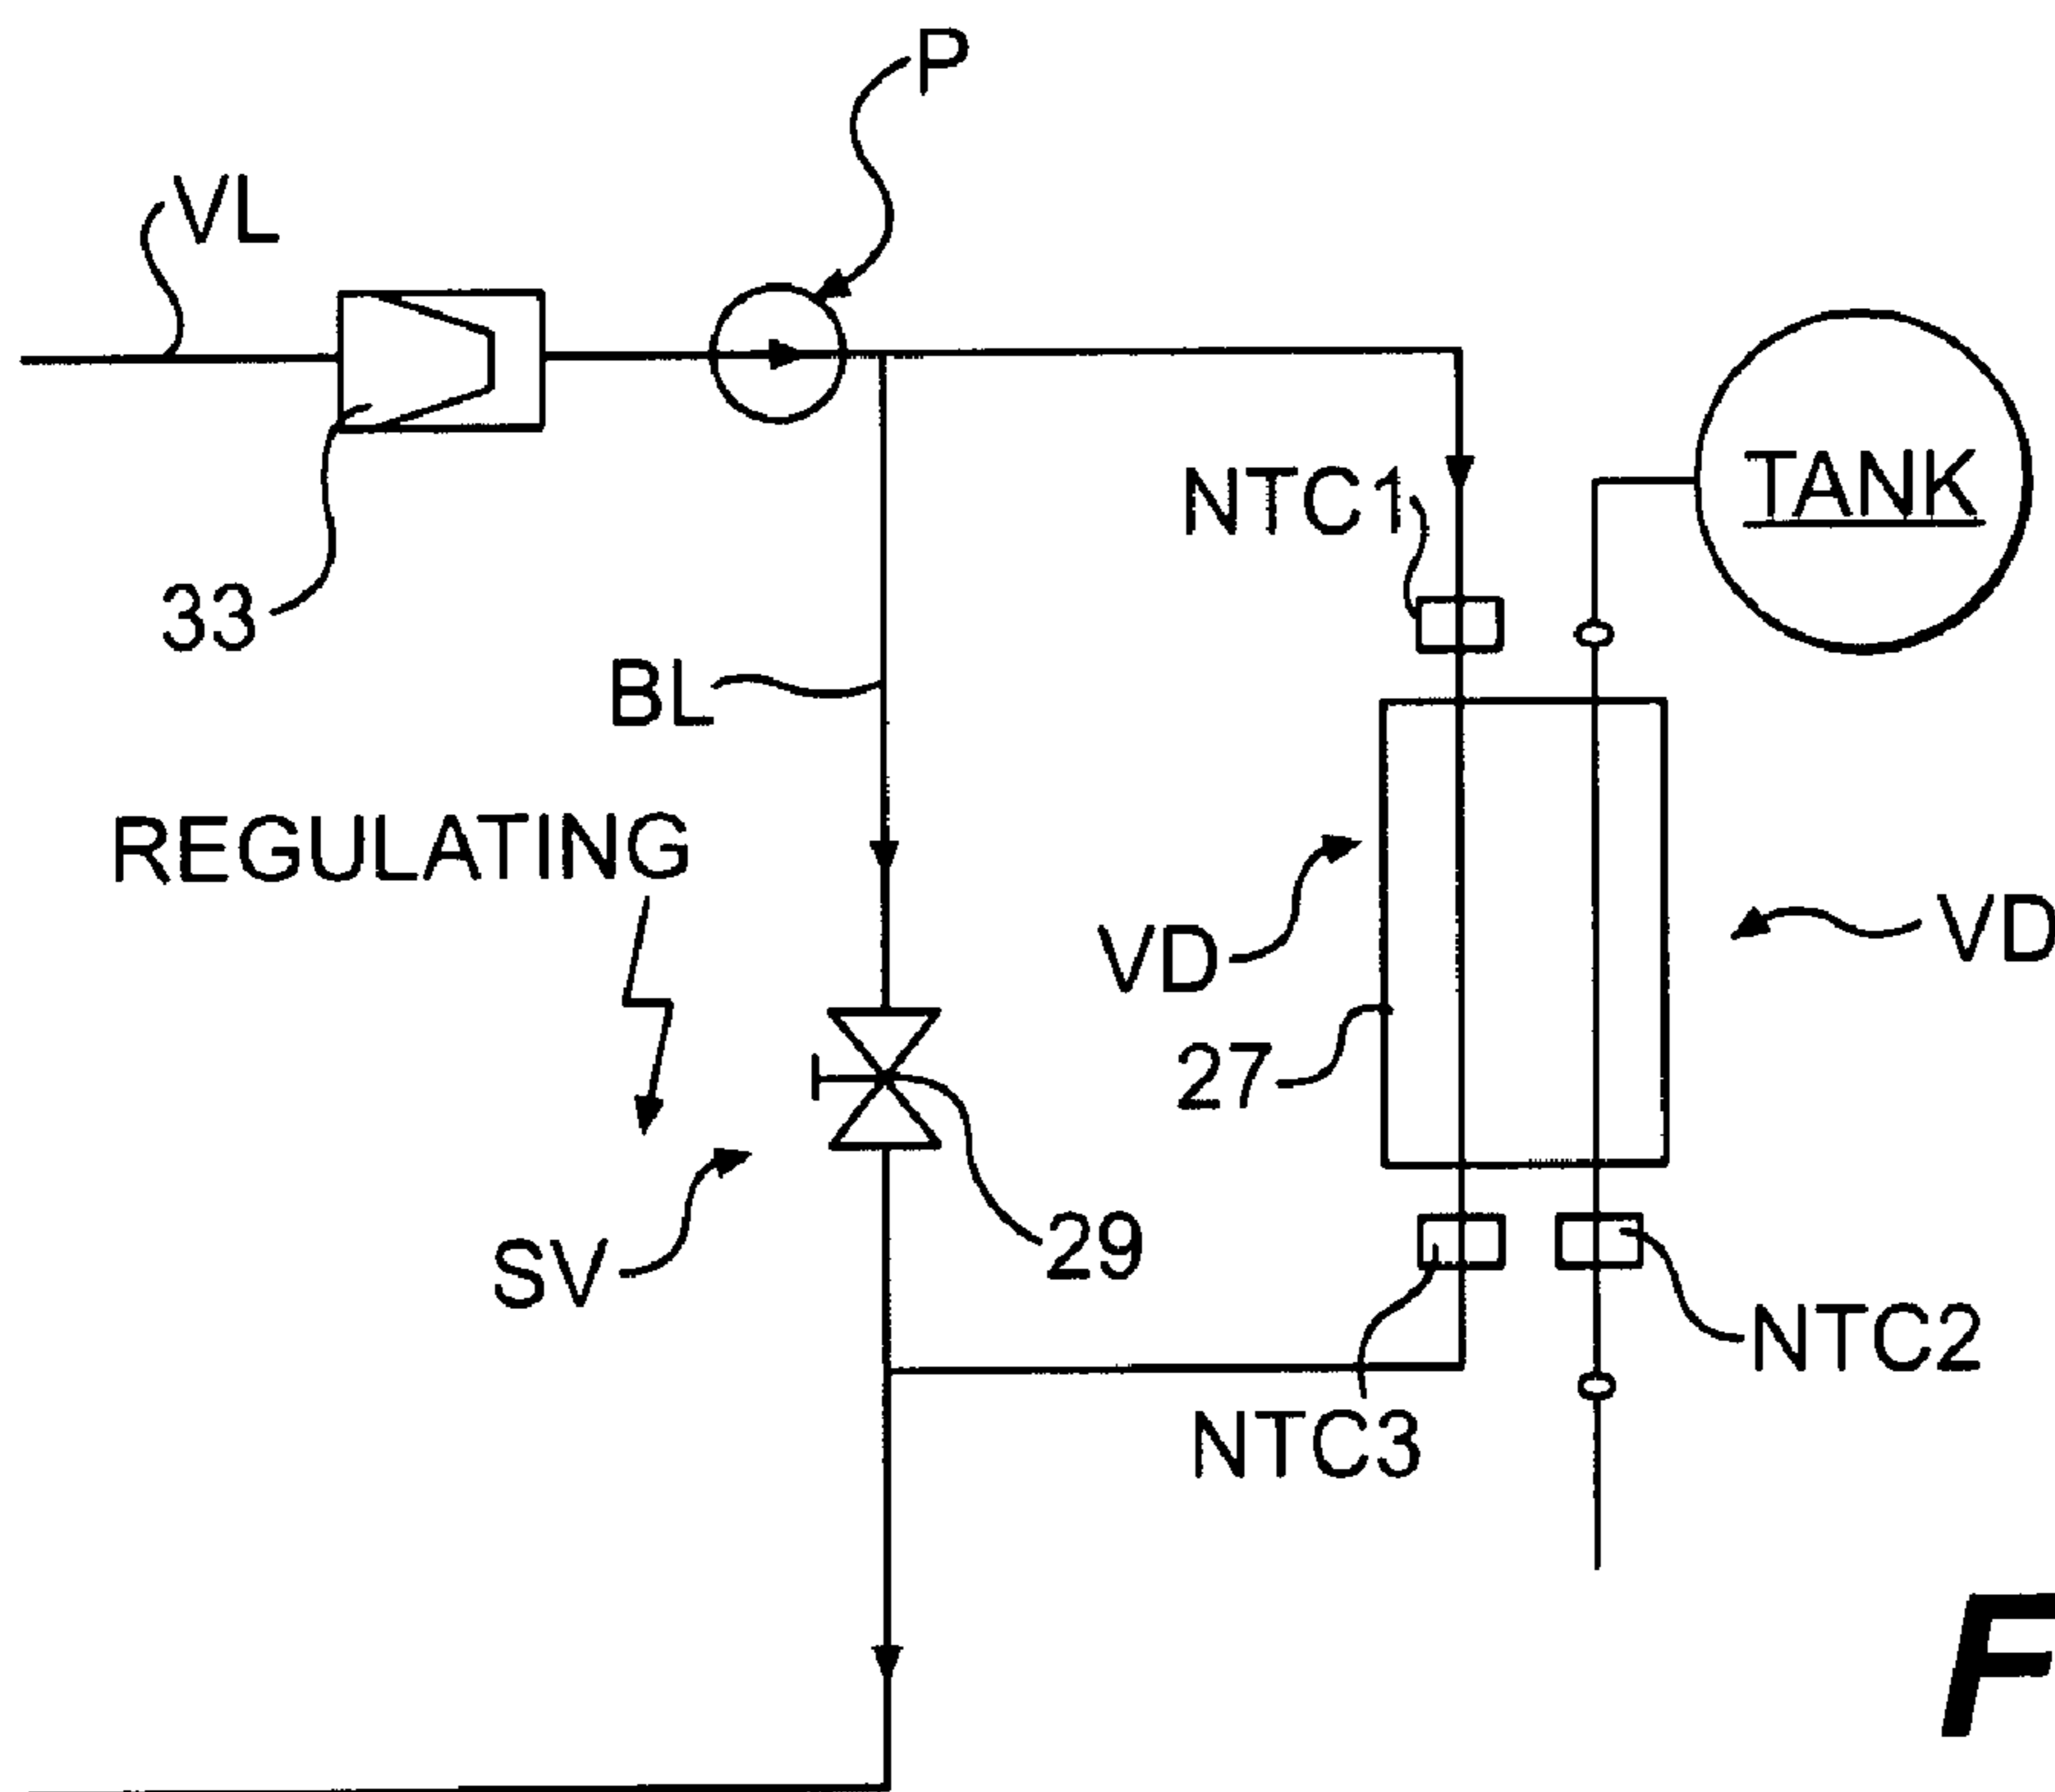 P
VL
TANK
NTC1
33
BL
REGULATING
VD
VD
27
29
SV
NTC2
NTC3
F